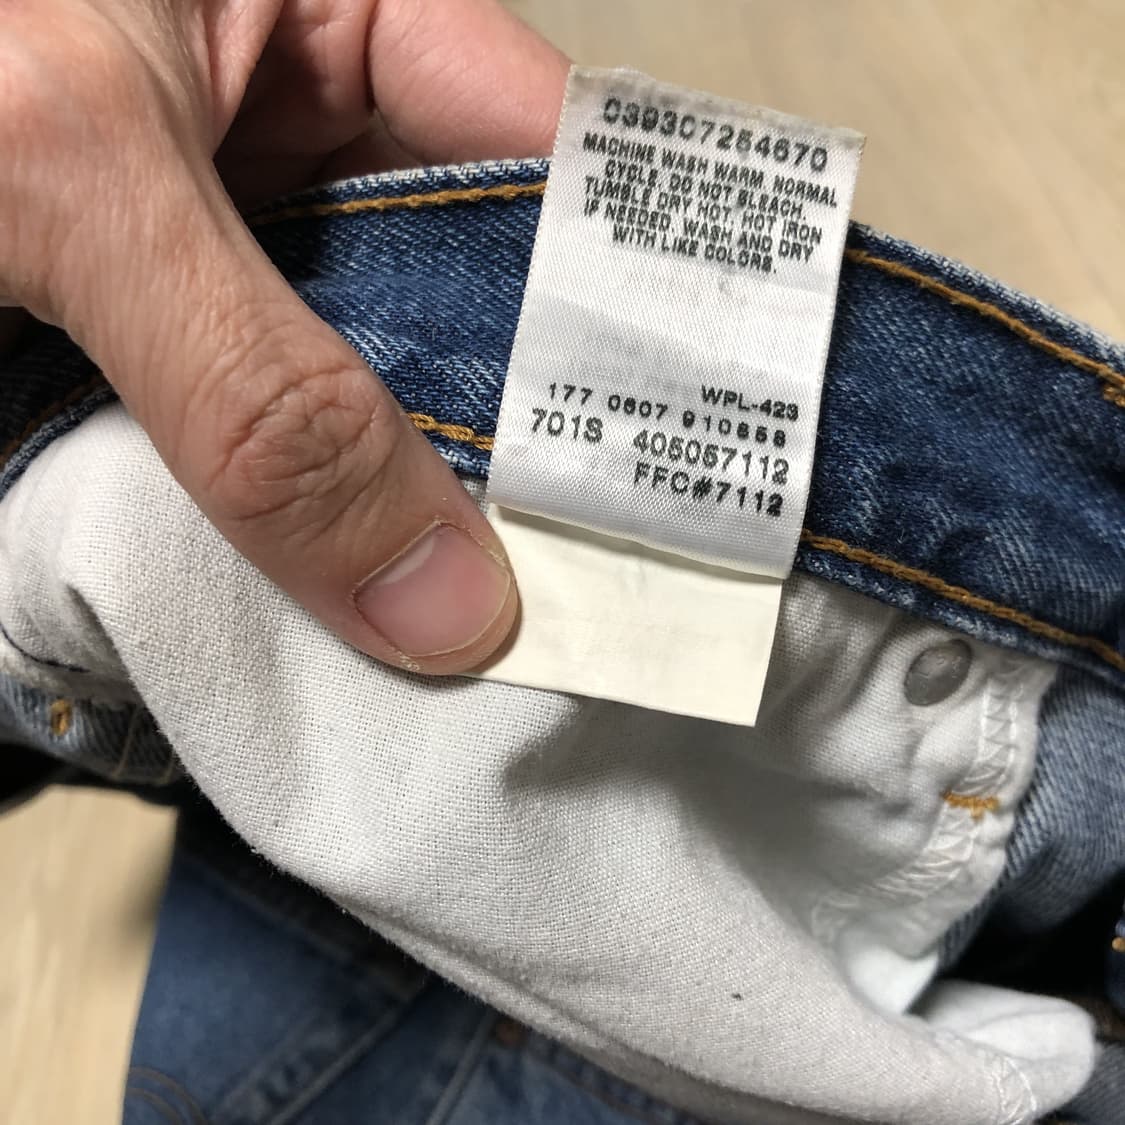 039307254670
MACHINE WASH WARM, NORMAL
CYCLE. DO NOT BLEACH.
TUMBLE DRY HOT. HOT IRON
IF NEEDED. WASH AND DRY
WITH LIKE COLORS.
WPL-423
177 0607 910658
701S 405057112
FFC#7112